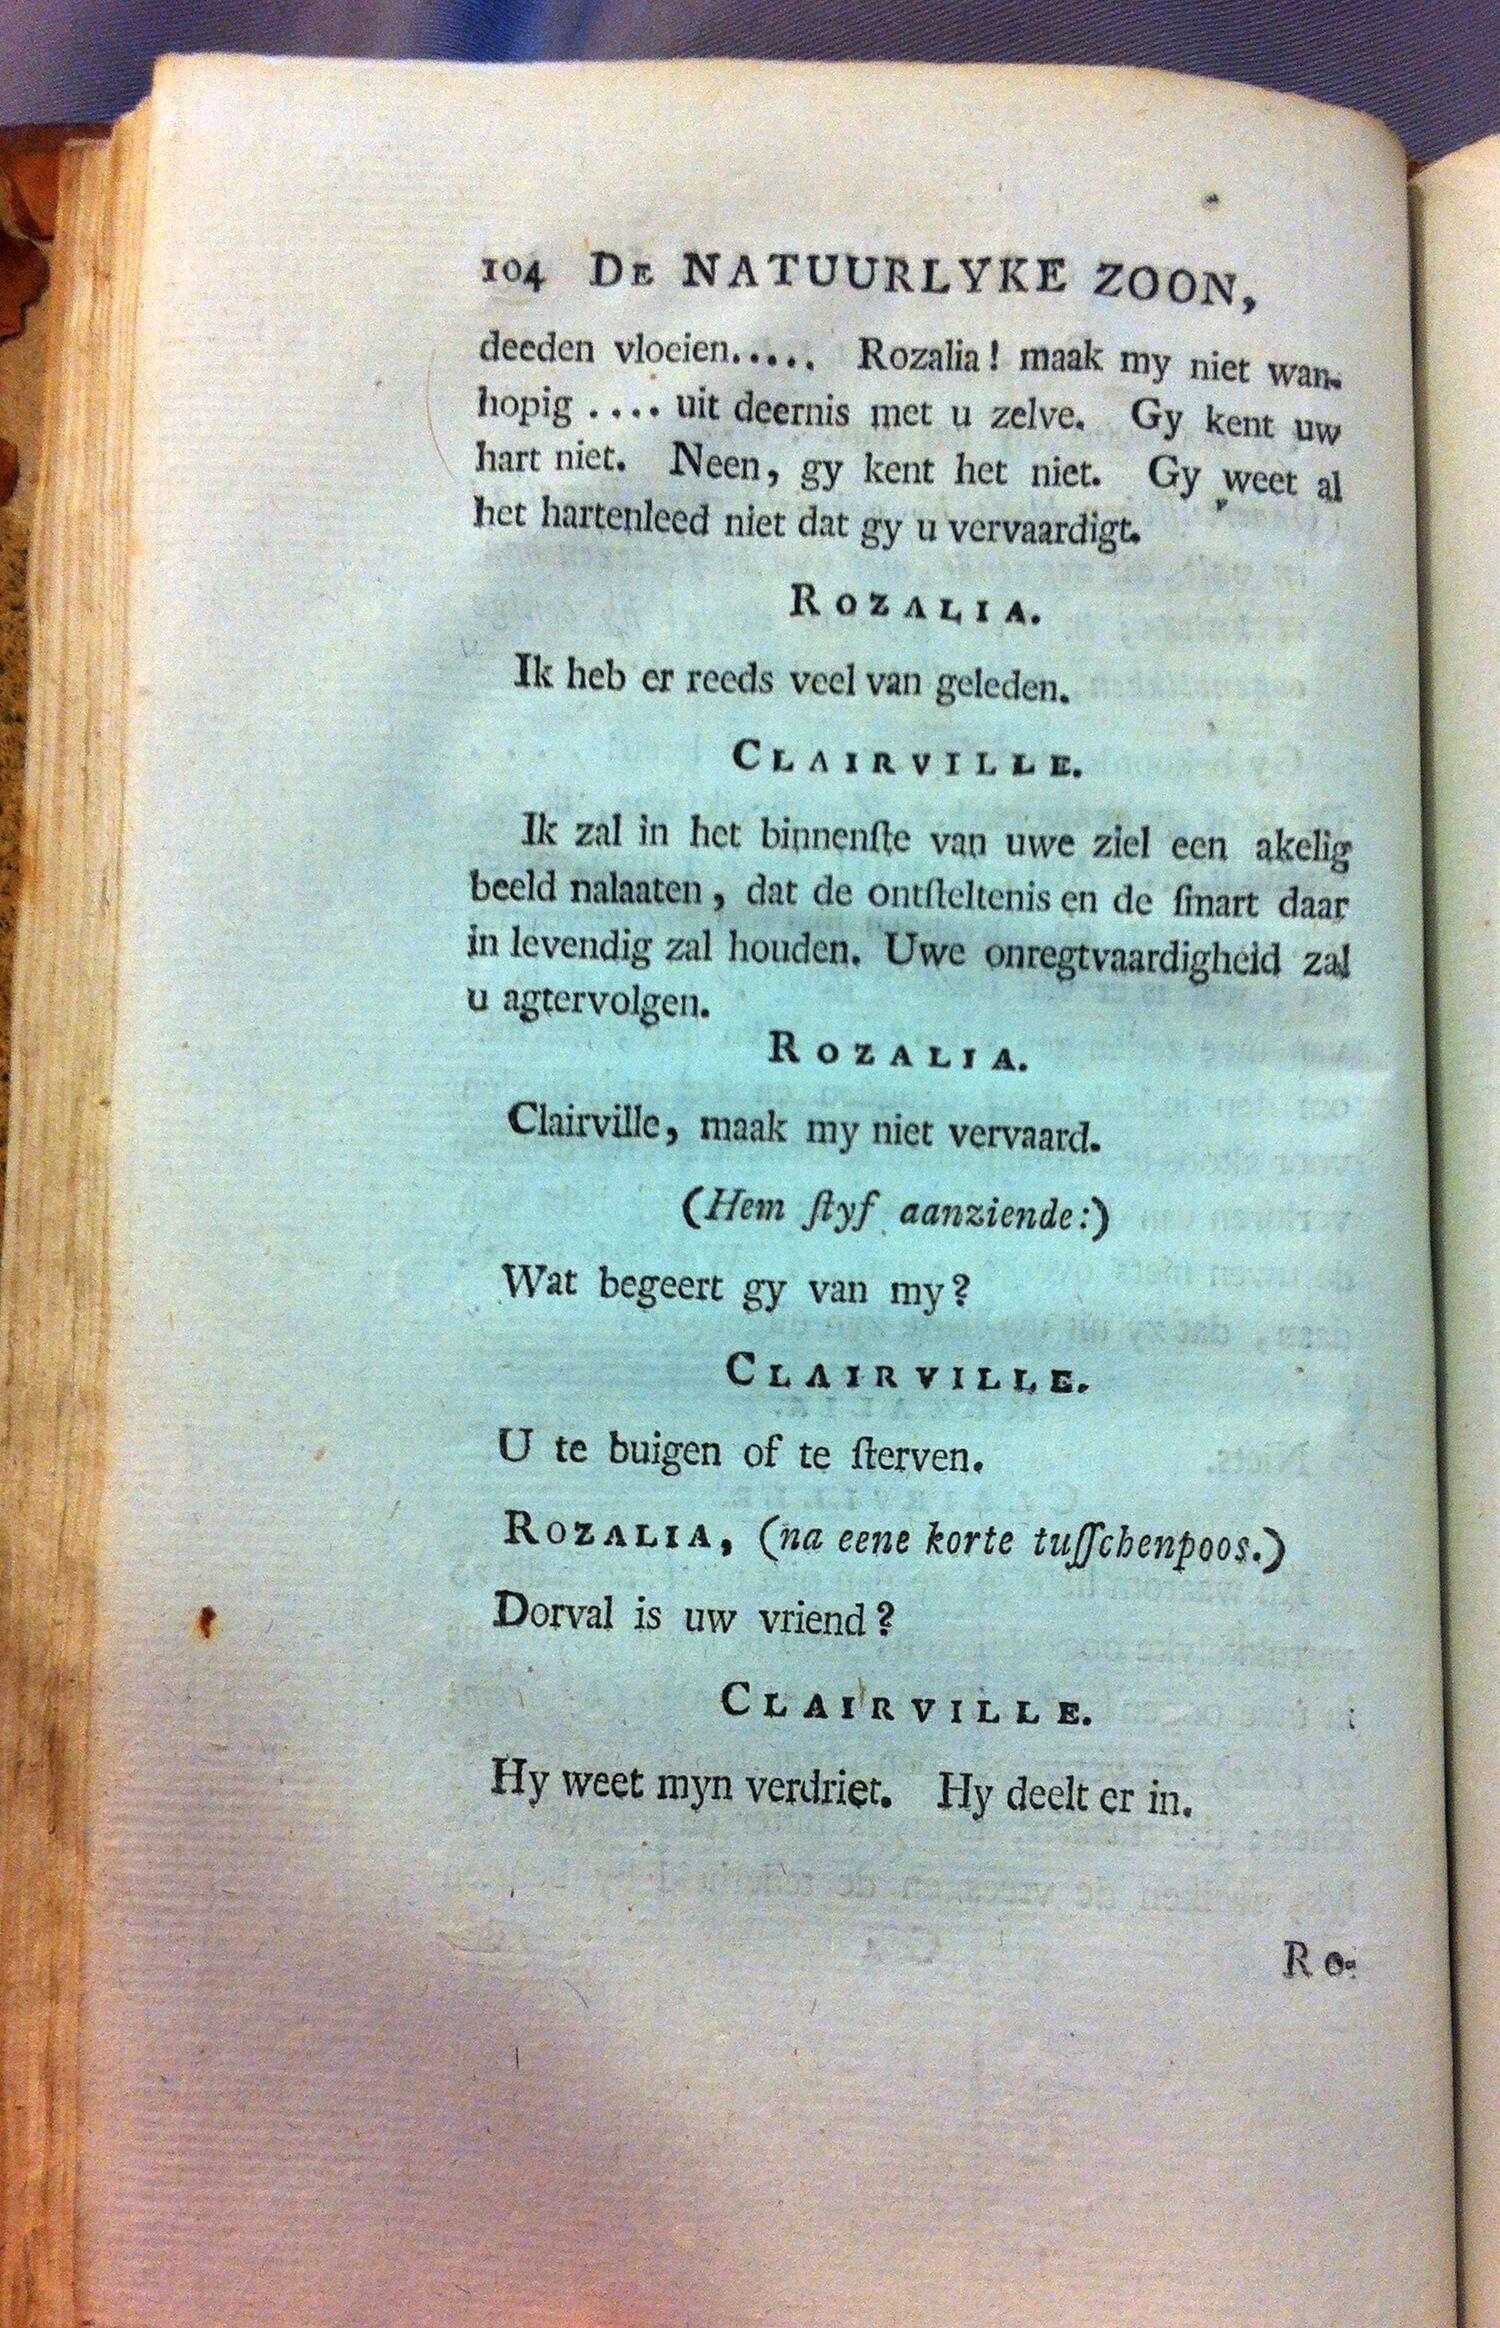 104 DE NATUURLYKE ZOON,
deeden vloeien..... Rozalia! maak my niet wan-
hopig .... uit deernis met u zelve. Gy kent uw
hart niet. Neen, gy kent het niet. Gy weet al
het hartenleed niet dat gy u vervaardigt.
ROZALIA.
Ik heb er reeds veel van geleden.
CLAIRVILLE.
Ik zal in het binnenſte van uwe ziel een akelig
beeld nalaaten, dat de ontſteltenis en de ſmart daar
in levendig zal houden. Uwe onregtvaardigheid zal
u agtervolgen.
ROZALIA.
Clairville, maak my niet vervaard.
(Hem ſtyf aanziende:)
Wat begeert gy van my?
CLAIRVILLE.
U te buigen of te ſterven.
ROZALIA, (na eene korte tuſſchenpoos.)
Dorval is uw vriend?
CLAIRVILLE.
Hy weet myn verdriet. Hy deelt er in.
RO-